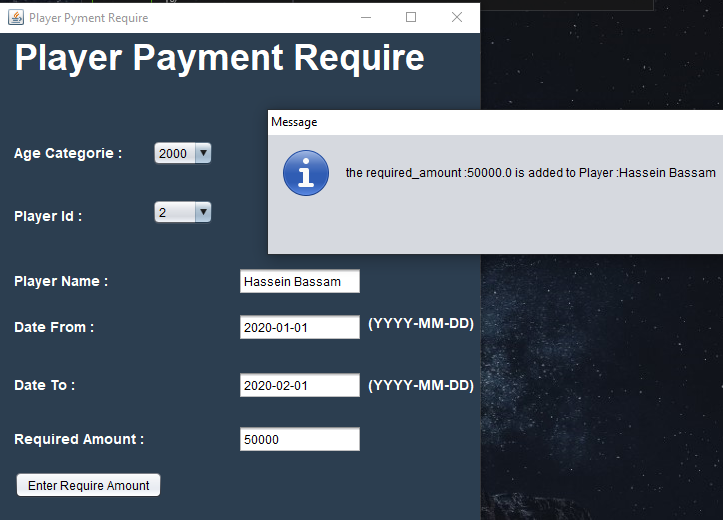 Player Pyment Require
Player Payment Require
Message
the required_amount :50000.0 is added to Player :Hassein Bassam
Age Categorie : 2000
Player Id : 2
Player Name : Hassein Bassam
Date From : 2020-01-01 (YYYY-MM-DD)
Date To : 2020-02-01 (YYYY-MM-DD)
Required Amount : 50000
Enter Require Amount